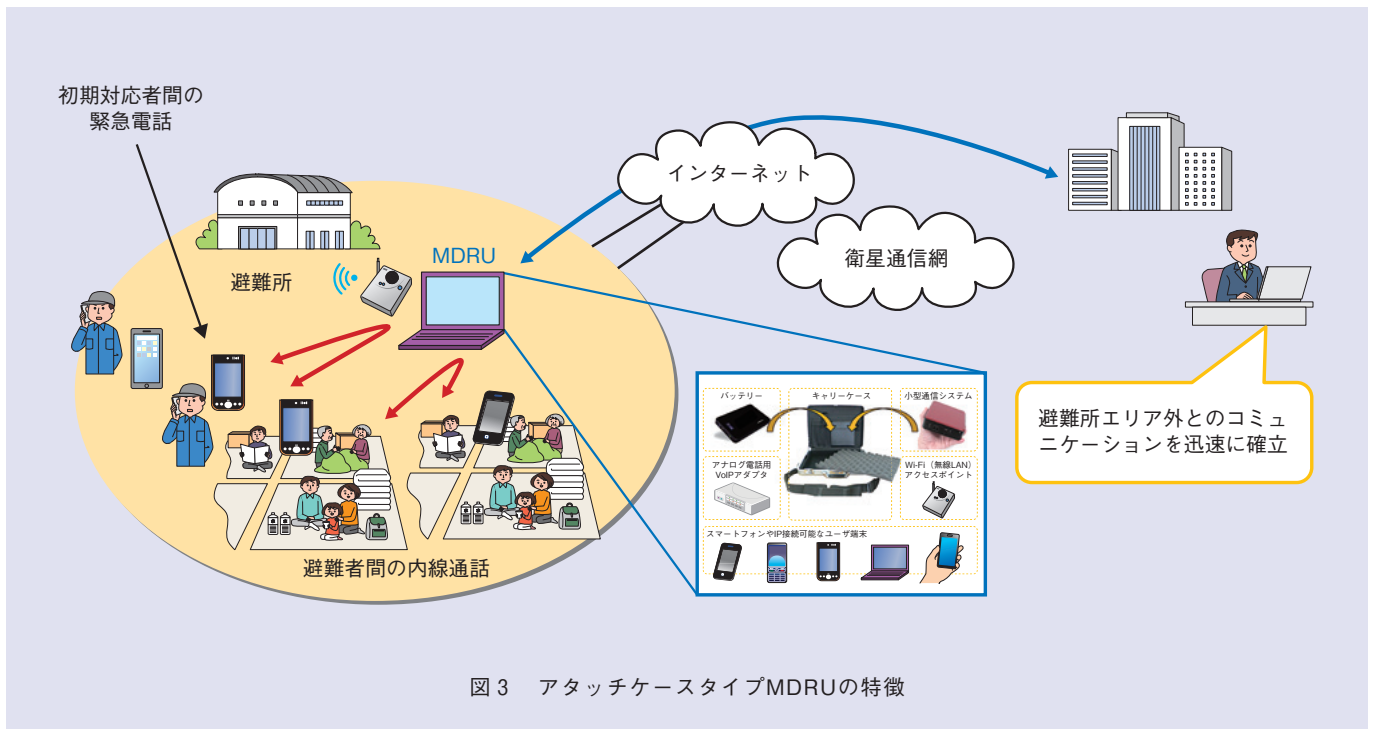 初期対応者間の
緊急電話
インターネット
衛星通信網
避難所
MDRU
避難所エリア外とのコミュ
ニケーションを迅速に確立
バッテリー
キャリーケース
小型通信システム
アナログ電話用
VoIPアダプタ
Wi-Fi(無線LAN)
アクセスポイント
スマートフォンやIP接続可能なユーザ端末
避難者間の内線通話
図3 アタッチケースタイプMDRUの特徴